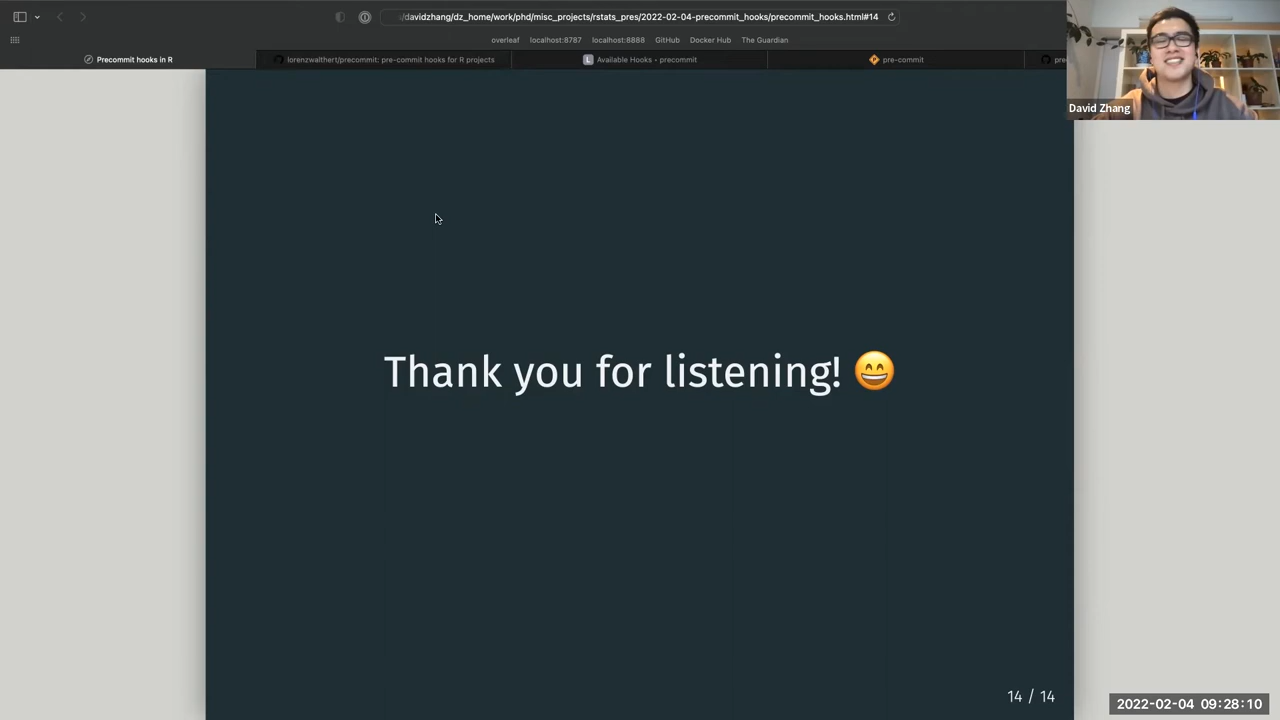 /davidzhang/dz_home/work/phd/misc_projects/rstats_pres/2022-02-04-precommit_hooks/precommit_hooks.html#14
overleaf localhost:8787 localhost:8888 GitHub Docker Hub The Guardian
Precommit hooks in R lorenzwalthert/precommit: pre-commit hooks for R projects L Available Hooks • precommit pre-commit pre
David Zhang
Thank you for listening! 😄
14 / 14
2022-02-04 09:28:10